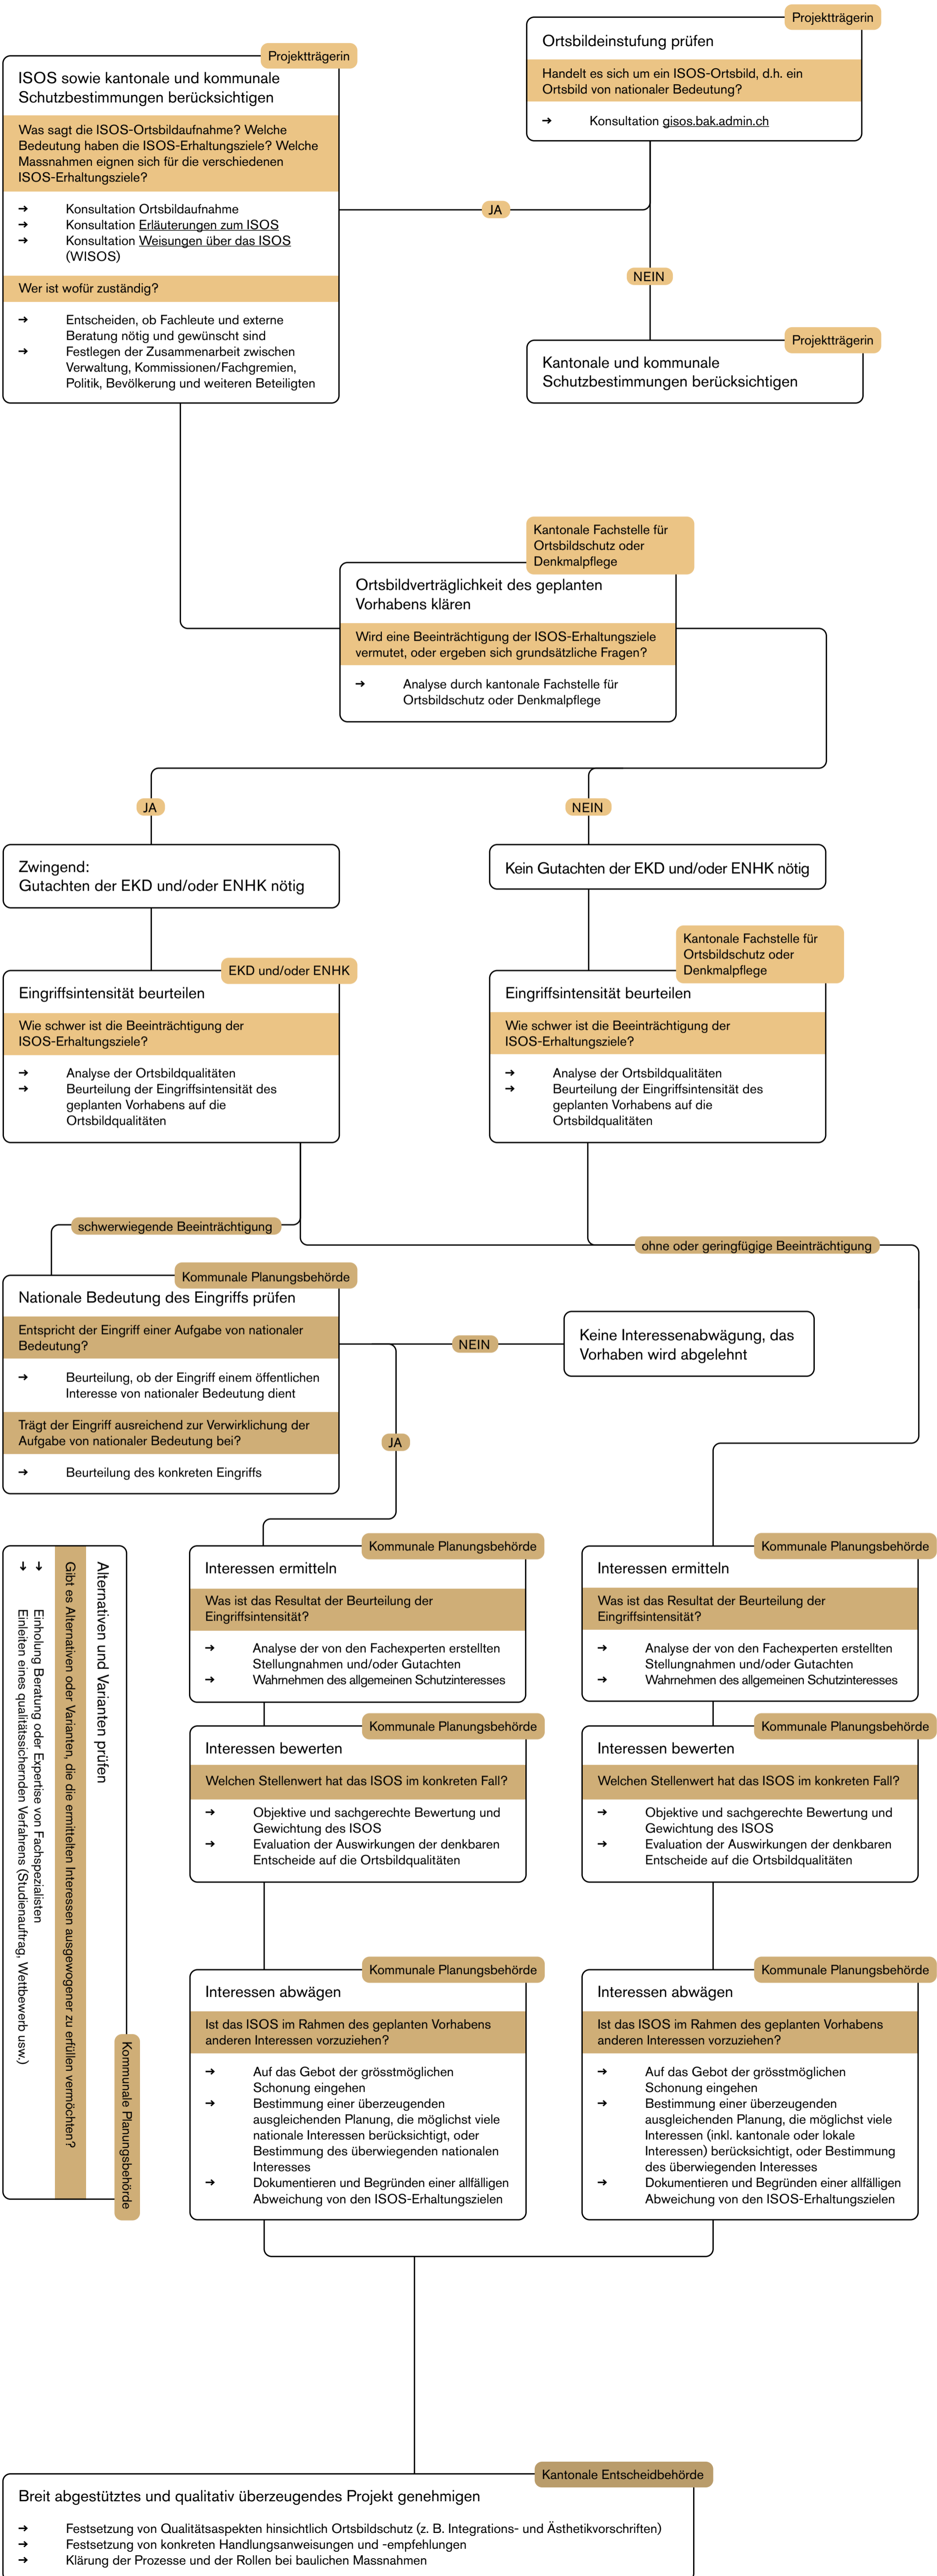 Projektträgerin
Ortsbildeinstufung prüfen
Handelt es sich um ein ISOS-Ortsbild, d.h. ein
Ortsbild von nationaler Bedeutung?
➔ Konsultation gisos.bak.admin.ch
Projektträgerin
ISOS sowie kantonale und kommunale
Schutzbestimmungen berücksichtigen
Was sagt die ISOS-Ortsbildaufnahme? Welche
Bedeutung haben die ISOS-Erhaltungsziele? Welche
Massnahmen eignen sich für die verschiedenen
ISOS-Erhaltungsziele?
➔ Konsultation Ortsbildaufnahme
➔ Konsultation Erläuterungen zum ISOS
➔ Konsultation Weisungen über das ISOS
(WISOS)
Wer ist wofür zuständig?
➔ Entscheiden, ob Fachleute und externe
Beratung nötig und gewünscht sind
➔ Festlegen der Zusammenarbeit zwischen
Verwaltung, Kommissionen/Fachgremien,
Politik, Bevölkerung und weiteren Beteiligten
JA
NEIN
Projektträgerin
Kantonale und kommunale
Schutzbestimmungen berücksichtigen
Kantonale Fachstelle für
Ortsbildschutz oder
Denkmalpflege
Ortsbildverträglichkeit des geplanten
Vorhabens klären
Wird eine Beeinträchtigung der ISOS-Erhaltungsziele
vermutet, oder ergeben sich grundsätzliche Fragen?
➔ Analyse durch kantonale Fachstelle für
Ortsbildschutz oder Denkmalpflege
JA
NEIN
Zwingend:
Gutachten der EKD und/oder ENHK nötig
Kein Gutachten der EKD und/oder ENHK nötig
EKD und/oder ENHK
Eingriffsintensität beurteilen
Wie schwer ist die Beeinträchtigung der
ISOS-Erhaltungsziele?
➔ Analyse der Ortsbildqualitäten
➔ Beurteilung der Eingriffsintensität des
geplanten Vorhabens auf die
Ortsbildqualitäten
Kantonale Fachstelle für
Ortsbildschutz oder
Denkmalpflege
Eingriffsintensität beurteilen
Wie schwer ist die Beeinträchtigung der
ISOS-Erhaltungsziele?
➔ Analyse der Ortsbildqualitäten
➔ Beurteilung der Eingriffsintensität des
geplanten Vorhabens auf die
Ortsbildqualitäten
schwerwiegende Beeinträchtigung
ohne oder geringfügige Beeinträchtigung
Kommunale Planungsbehörde
Nationale Bedeutung des Eingriffs prüfen
Entspricht der Eingriff einer Aufgabe von nationaler
Bedeutung?
➔ Beurteilung, ob der Eingriff einem öffentlichen
Interesse von nationaler Bedeutung dient
Trägt der Eingriff ausreichend zur Verwirklichung der
Aufgabe von nationaler Bedeutung bei?
➔ Beurteilung des konkreten Eingriffs
NEIN
Keine Interessenabwägung, das
Vorhaben wird abgelehnt
JA
Kommunale Planungsbehörde
Alternativen und Varianten prüfen
Gibt es Alternativen oder Varianten, die die ermittelten Interessen ausgewogener zu erfüllen vermöchten?
➔ Einholung Beratung oder Expertise von Fachspezialisten
➔ Einleiten eines qualitätssichernden Verfahrens (Studienauftrag, Wettbewerb usw.)
Kommunale Planungsbehörde
Interessen ermitteln
Was ist das Resultat der Beurteilung der
Eingriffsintensität?
➔ Analyse der von den Fachexperten erstellten
Stellungnahmen und/oder Gutachten
➔ Wahrnehmen des allgemeinen Schutzinteresses
Kommunale Planungsbehörde
Interessen bewerten
Welchen Stellenwert hat das ISOS im konkreten Fall?
➔ Objektive und sachgerechte Bewertung und
Gewichtung des ISOS
➔ Evaluation der Auswirkungen der denkbaren
Entscheide auf die Ortsbildqualitäten
Kommunale Planungsbehörde
Interessen abwägen
Ist das ISOS im Rahmen des geplanten Vorhabens
anderen Interessen vorzuziehen?
➔ Auf das Gebot der grösstmöglichen
Schonung eingehen
➔ Bestimmung einer überzeugenden
ausgleichenden Planung, die möglichst viele
nationale Interessen berücksichtigt, oder
Bestimmung des überwiegenden nationalen
Interesses
➔ Dokumentieren und Begründen einer allfälligen
Abweichung von den ISOS-Erhaltungszielen
Kommunale Planungsbehörde
Interessen ermitteln
Was ist das Resultat der Beurteilung der
Eingriffsintensität?
➔ Analyse der von den Fachexperten erstellten
Stellungnahmen und/oder Gutachten
➔ Wahrnehmen des allgemeinen Schutzinteresses
Kommunale Planungsbehörde
Interessen bewerten
Welchen Stellenwert hat das ISOS im konkreten Fall?
➔ Objektive und sachgerechte Bewertung und
Gewichtung des ISOS
➔ Evaluation der Auswirkungen der denkbaren
Entscheide auf die Ortsbildqualitäten
Kommunale Planungsbehörde
Interessen abwägen
Ist das ISOS im Rahmen des geplanten Vorhabens
anderen Interessen vorzuziehen?
➔ Auf das Gebot der grösstmöglichen
Schonung eingehen
➔ Bestimmung einer überzeugenden
ausgleichenden Planung, die möglichst viele
Interessen (inkl. kantonale oder lokale
Interessen) berücksichtigt, oder Bestimmung
des überwiegenden Interesses
➔ Dokumentieren und Begründen einer allfälligen
Abweichung von den ISOS-Erhaltungszielen
Kantonale Entscheidbehörde
Breit abgestütztes und qualitativ überzeugendes Projekt genehmigen
➔ Festsetzung von Qualitätsaspekten hinsichtlich Ortsbildschutz (z. B. Integrations- und Ästhetikvorschriften)
➔ Festsetzung von konkreten Handlungsanweisungen und -empfehlungen
➔ Klärung der Prozesse und der Rollen bei baulichen Massnahmen